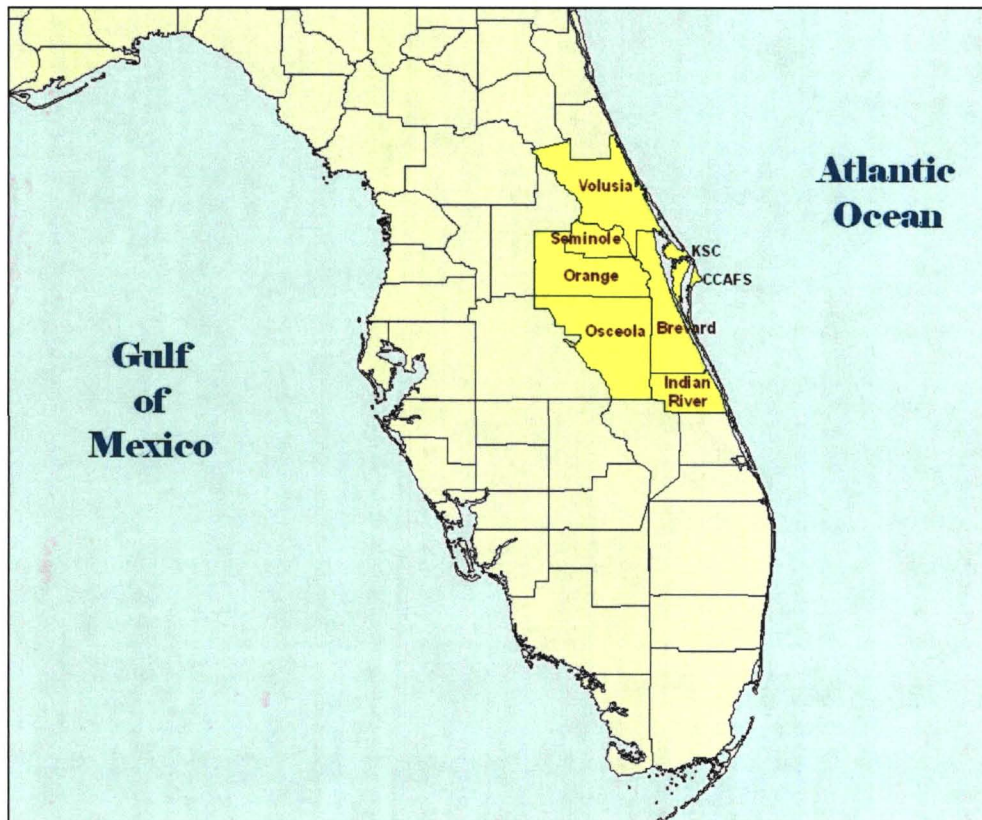 Atlantic
Ocean
Volusia
Seminole
KSC
Orange
CCAFS
Osceola
Brevard
Indian
River
Gulf
of
Mexico